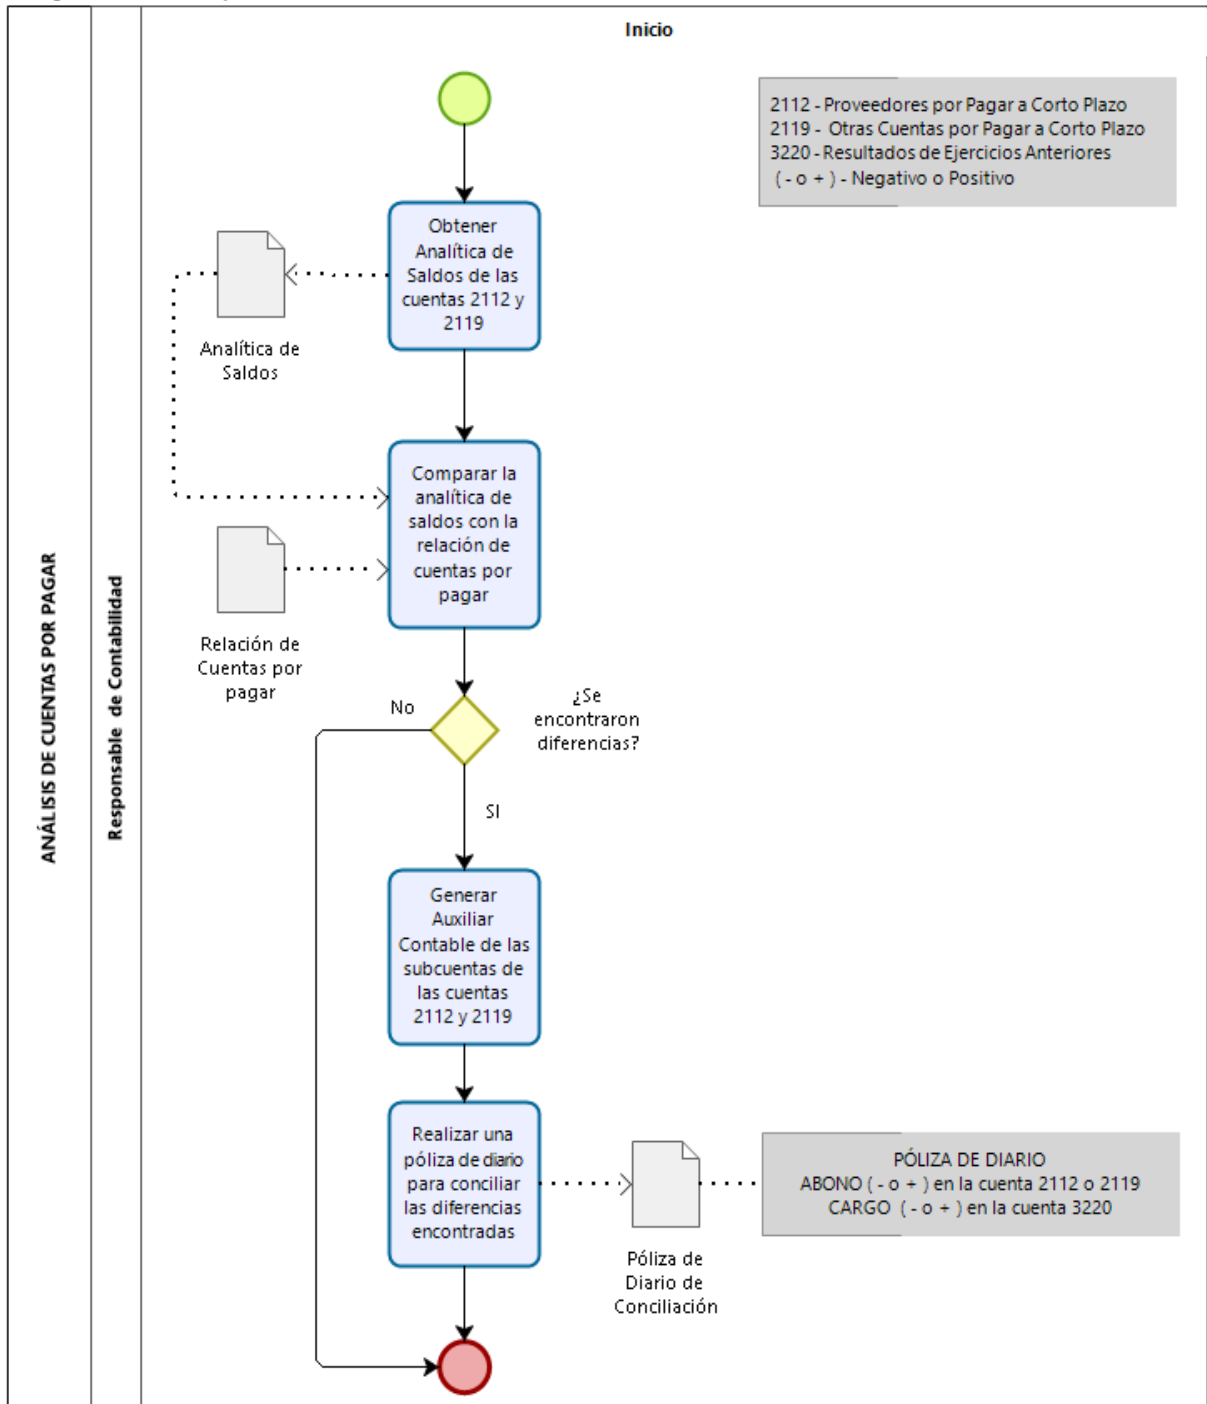 Inicio
ANÁLISIS DE CUENTAS POR PAGAR
Responsable de Contabilidad
2112 - Proveedores por Pagar a Corto Plazo
2119 - Otras Cuentas por Pagar a Corto Plazo
3220 - Resultados de Ejercicios Anteriores
( - o + ) - Negativo o Positivo
Obtener
Analítica de
Saldos de las
cuentas 2112 y
2119
Analítica de
Saldos
Comparar la
analítica de
saldos con la
relación de
cuentas por
pagar
Relación de
Cuentas por
pagar
¿Se
encontraron
diferencias?
No
SI
Generar
Auxiliar
Contable de las
subcuentas de
las cuentas
2112 y 2119
Realizar una
póliza de diario
para conciliar
las diferencias
encontradas
Póliza de
Diario de
Conciliación
PÓLIZA DE DIARIO
ABONO ( - o + ) en la cuenta 2112 o 2119
CARGO ( - o + ) en la cuenta 3220